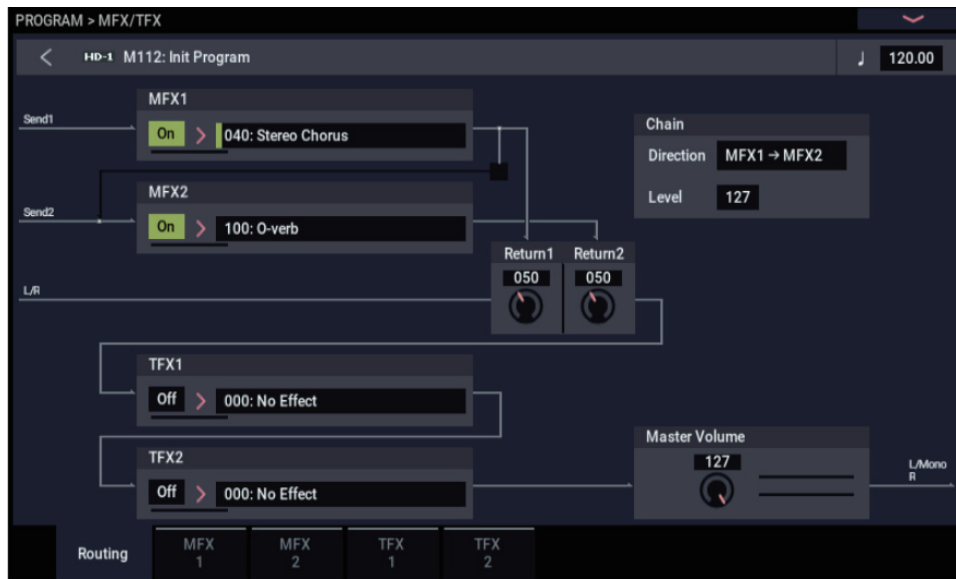 PROGRAM > MFX/TFX
HD-1 M112: Init Program
♩ 120.00
MFX1
Send1
On > 040: Stereo Chorus
Chain
Direction MFX1→MFX2
Level 127
MFX2
Send2
On > 100: O-verb
Return1 Return2
050 050
L/R
TFX1
Off > 000: No Effect
TFX2
Off > 000: No Effect
Master Volume
127
L/Mono
R
Routing
MFX
1
MFX
2
TFX
1
TFX
2